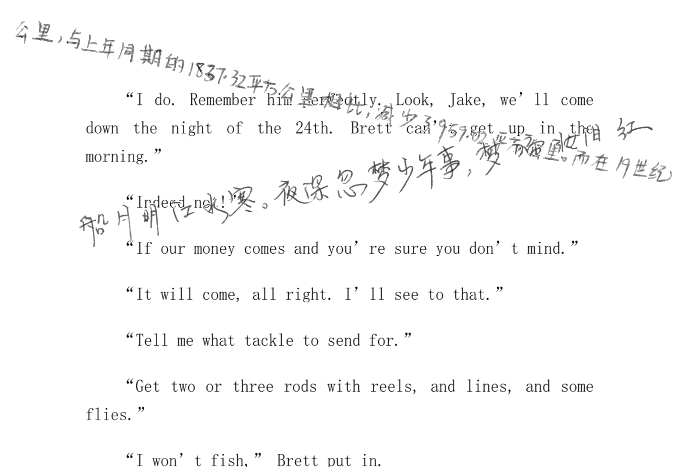 公里，与上年同期的1837.32平方公里相比，减少了959.82平方公里。而在19世纪
“I do. Remember him perfectly. Look, Jake, we’ll come
down the night of the 24th. Brett can’t get up in the
morning.”
“Indeed not!”
船月明江水寒。夜深忽梦少年事，梦啼妆泪红
“If our money comes and you’re sure you don’t mind.”
“It will come, all right. I’ll see to that.”
“Tell me what tackle to send for.”
“Get two or three rods with reels, and lines, and some
flies.”
“I won’t fish,” Brett put in.